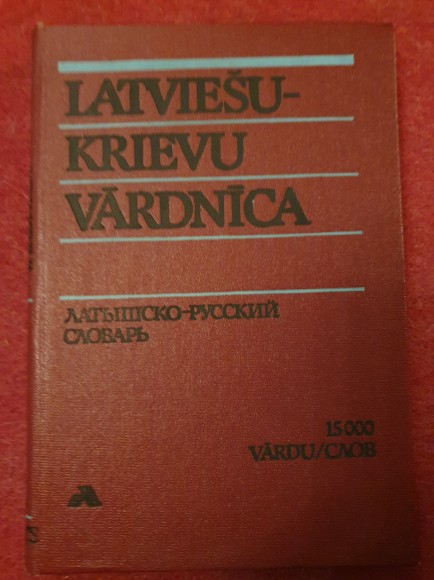 LATVIEŠU-
KRIEVU
VĀRDNĪCA
ЛАТЫШСКО-РУССКИЙ
СЛОВАРЬ
15 000
VĀRDU/СЛОВ